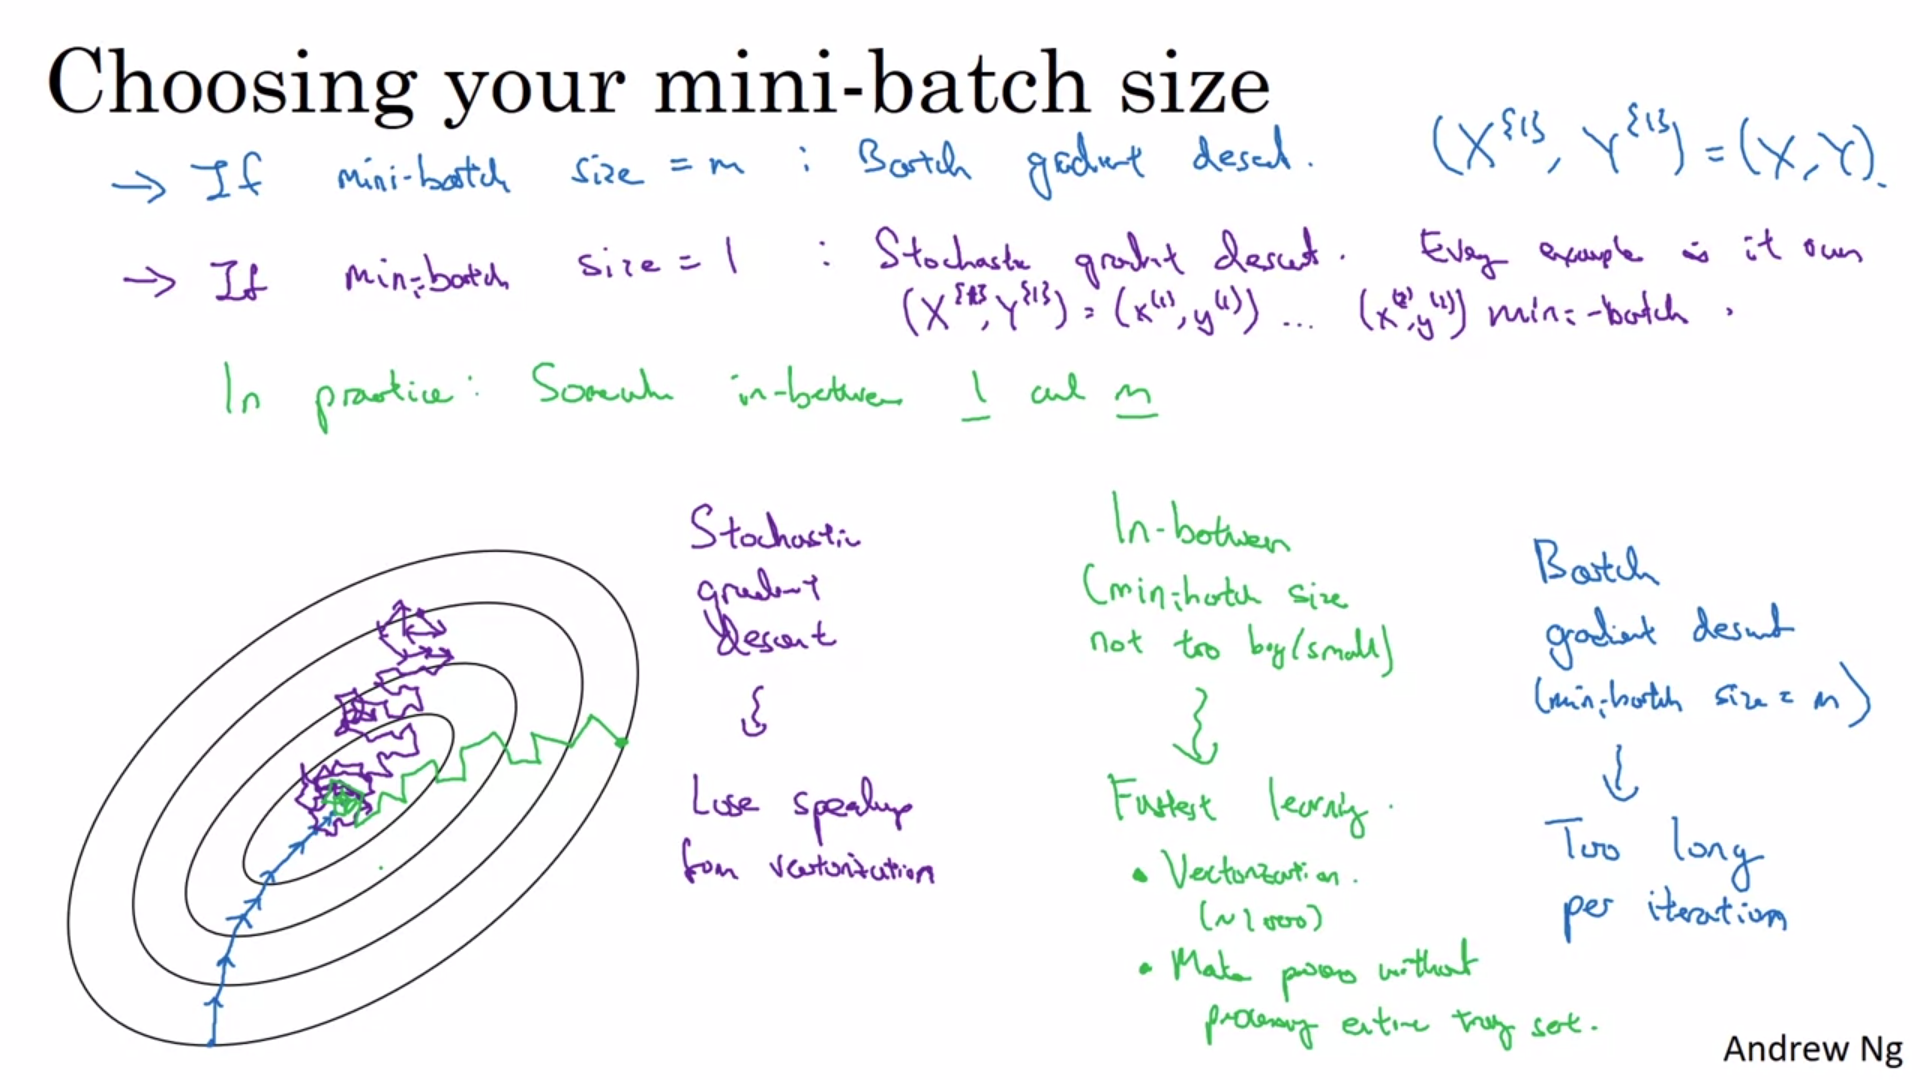 Choosing your mini-batch size
→ If mini-batch size = m : Batch gradient descent. (X^{1}, Y^{1}) = (X, Y).
→ If mini-batch size = 1 : Stochastic gradient descent. Every example is it own
(X^{1}, Y^{1}) = (x^(1), y^(1)) ... (x^(2), y^(2)) mini-batch.
In practice: Somewhere in-between 1 and m
Stochastic
gradient
descent
Lose speedup
from vectorization
In-between
(mini-batch size
not too big/small)
Fastest learning.
• Vectorization.
(~1000)
• Make progress without
processing entire training set.
Batch
gradient descent
(mini-batch size = m)
Too long
per iteration
Andrew Ng